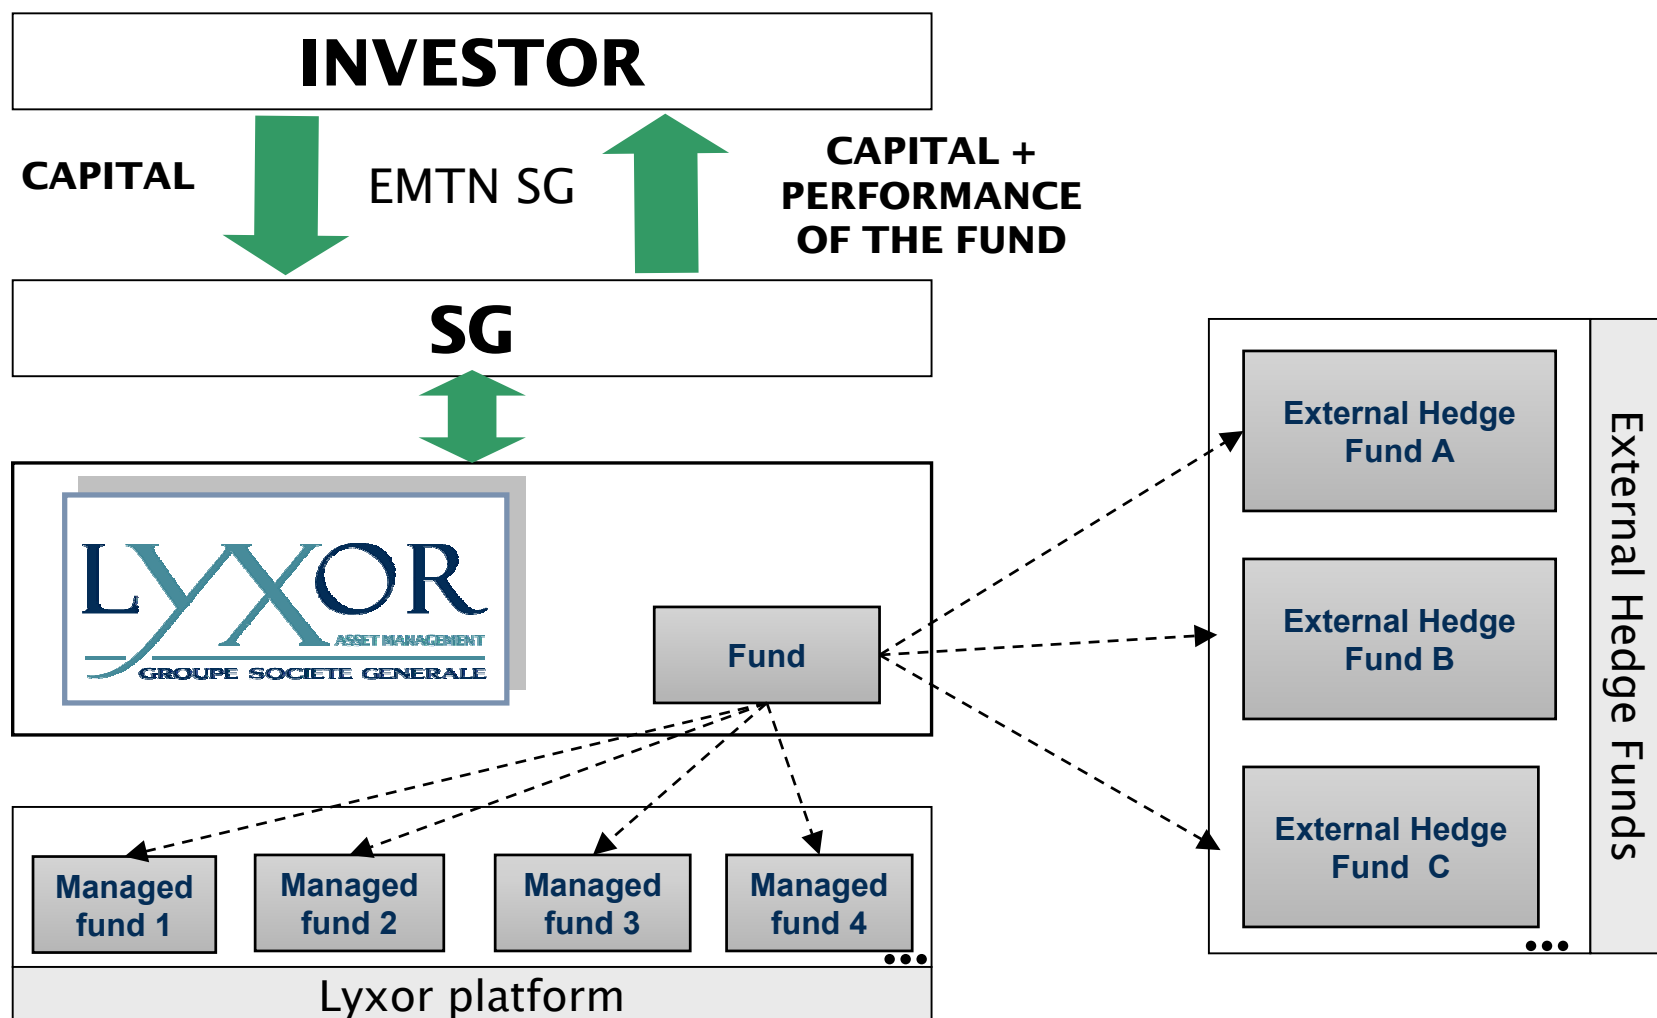 INVESTOR
CAPITAL
EMTN SG
CAPITAL +
PERFORMANCE
OF THE FUND
SG
LYXOR
ASSET MANAGEMENT
GROUPE SOCIETE GENERALE
Fund
External Hedge
Fund A
External Hedge
Fund B
External Hedge
Fund C
External Hedge Funds
Managed
fund 1
Managed
fund 2
Managed
fund 3
Managed
fund 4
Lyxor platform